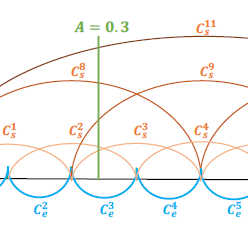 A = 0.3
C_s^11
C_s^8 C_s^9
C_s^1 C_s^2 C_s^3 C_s^4
C_e^2 C_e^3 C_e^4 C_e^5